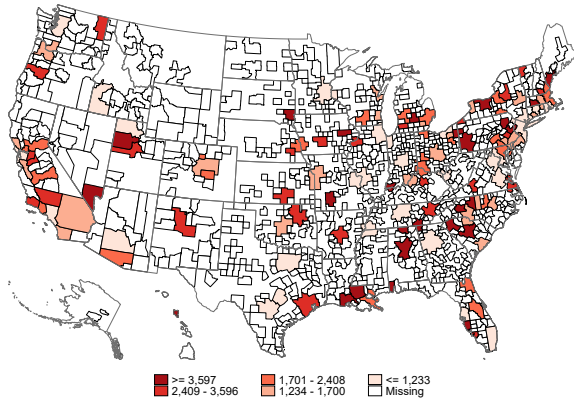 >= 3,597 1,701 - 2,408 <= 1,233
2,409 - 3,596 1,234 - 1,700 Missing